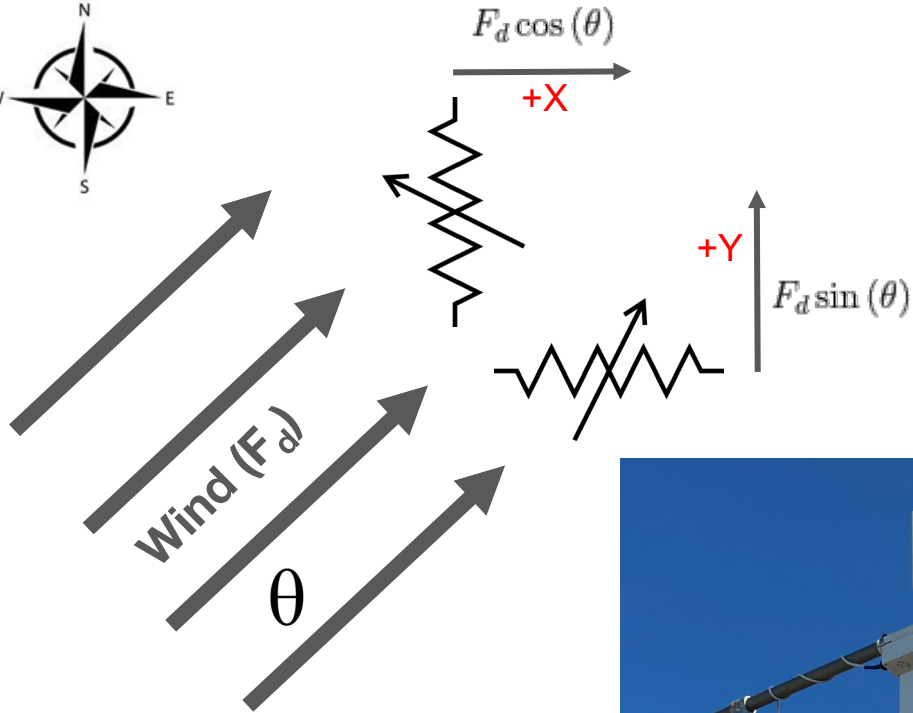 N
E
S
F_d cos (θ)
+X
+Y
F_d sin (θ)
Wind (F_d)
θ